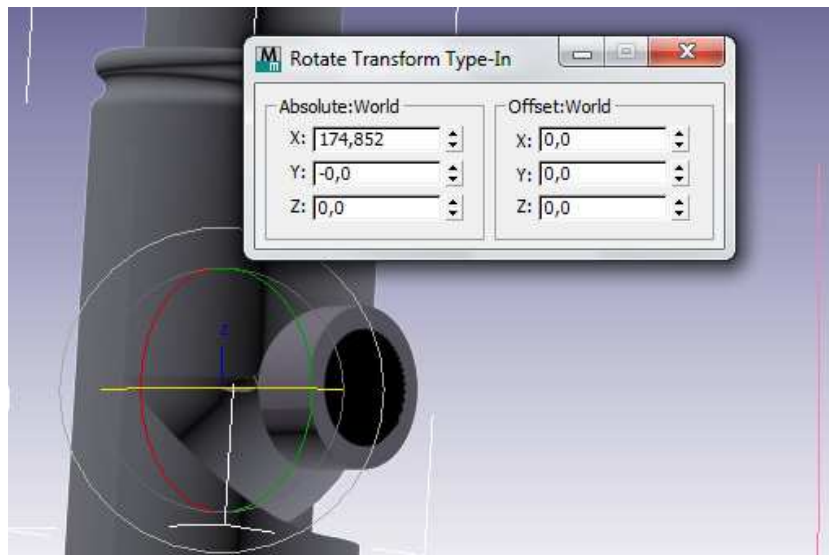 Rotate Transform Type-In
Absolute:World
X: 174,852
Y: -0,0
Z: 0,0
Offset:World
X: 0,0
Y: 0,0
Z: 0,0
z